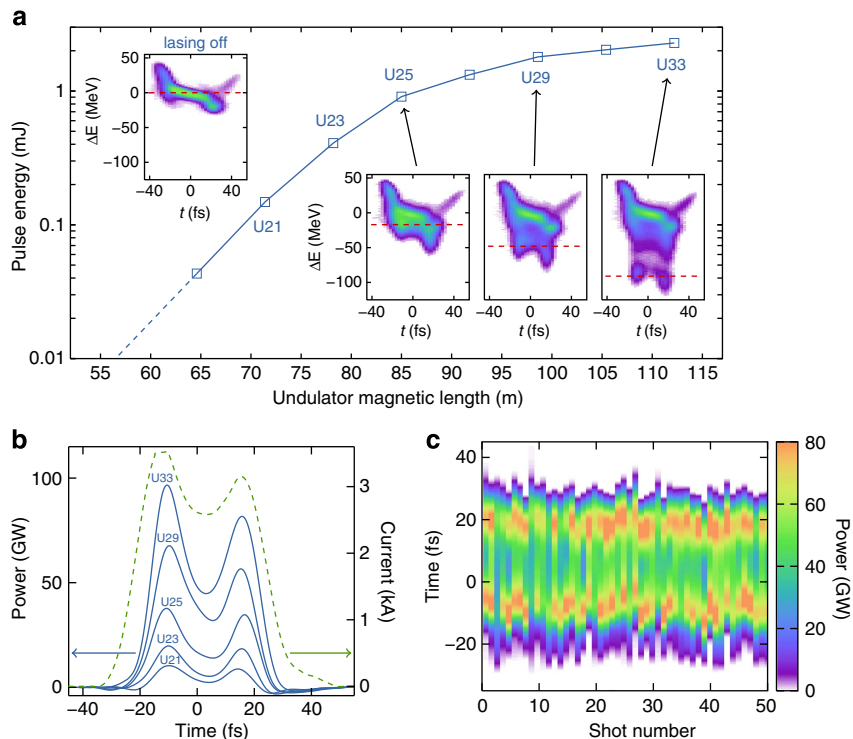 a
lasing off
50
0
−50
−100
ΔE (MeV)
−40 0 40
t (fs)
U21
U23
U25
U29
U33
50
0
−50
−100
ΔE (MeV)
−40 0 40
t (fs)
−40 0 40
t (fs)
−40 0 40
t (fs)
1
0.1
0.01
Pulse energy (mJ)
55 60 65 70 75 80 85 90 95 100 105 110 115
Undulator magnetic length (m)
b
100
50
0
Power (GW)
U33
U29
U25
U23
U21
3
2
1
0
Current (kA)
−40 −20 0 20 40
Time (fs)
c
40
20
0
−20
Time (fs)
0 10 20 30 40 50
Shot number
80
60
40
20
0
Power (GW)